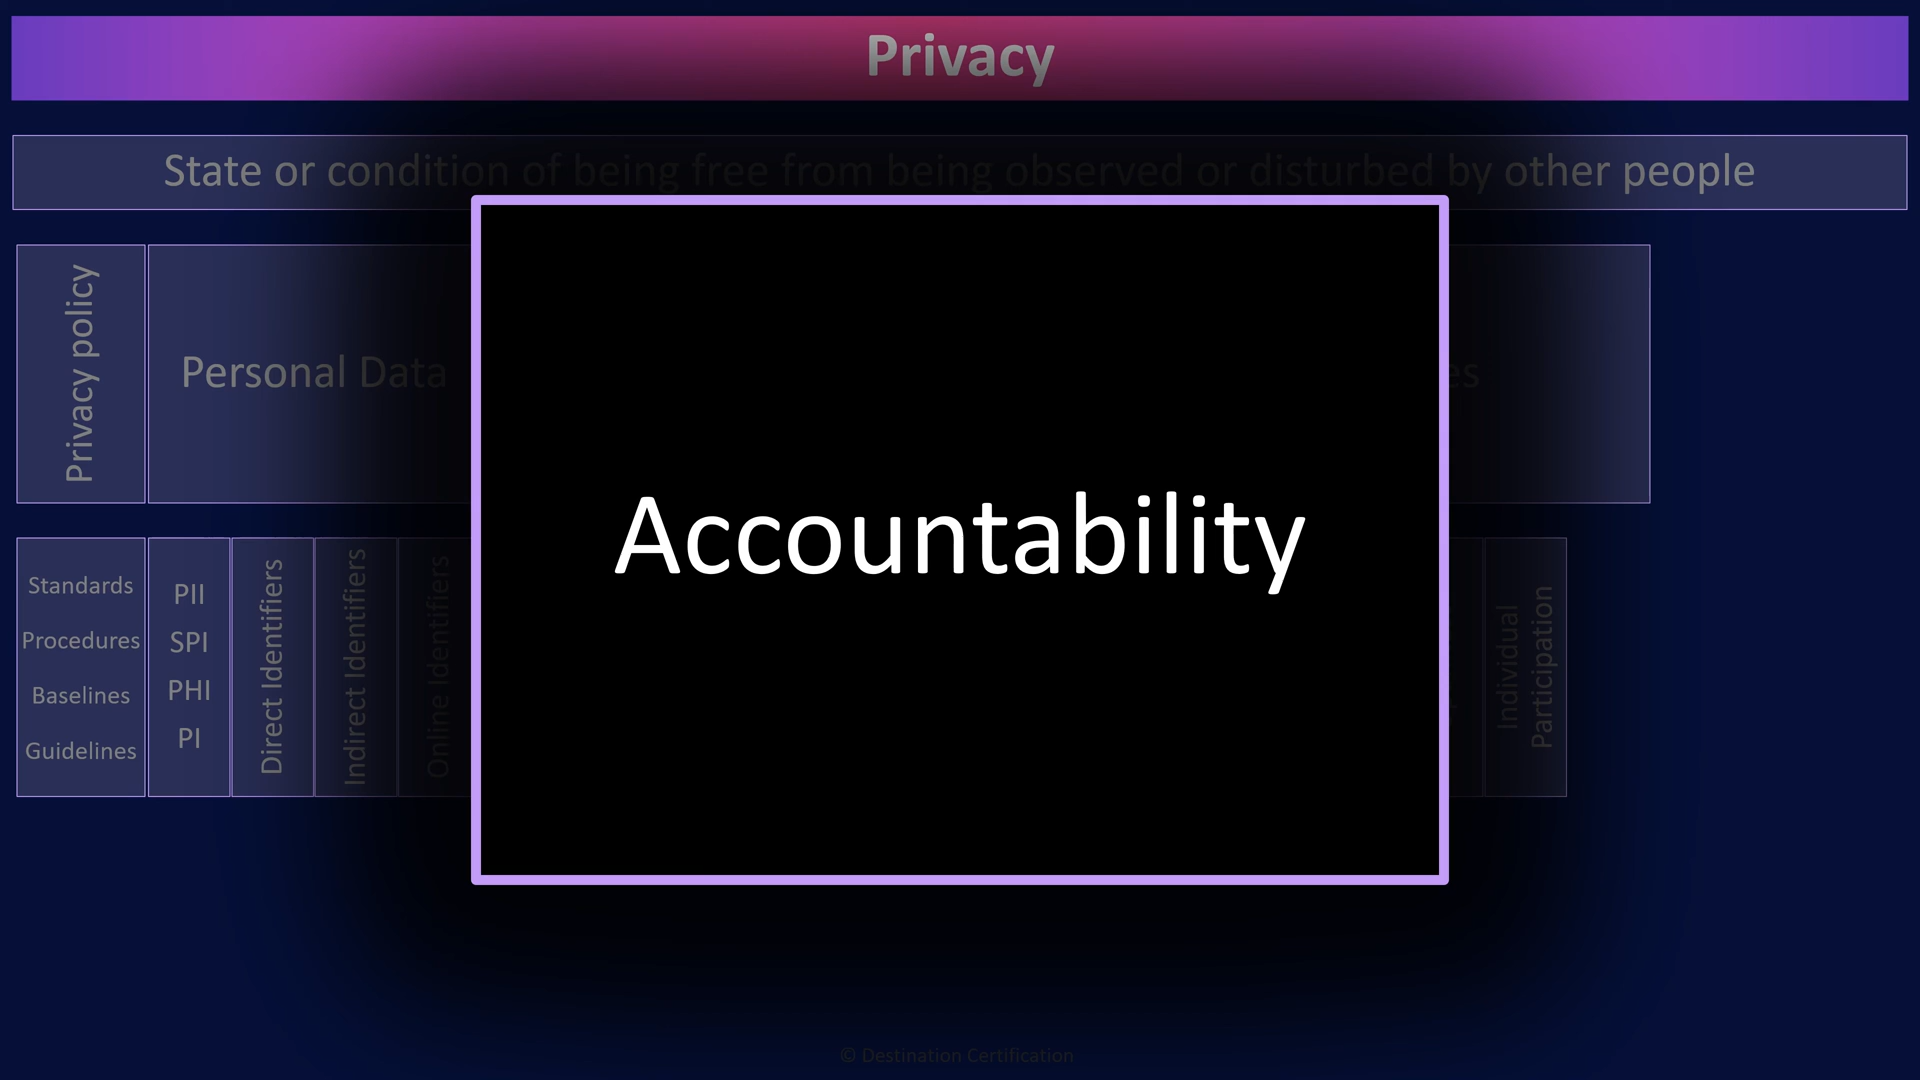 Privacy
State or condition of being free from being observed or disturbed by other people
Privacy policy
Personal Data
es
Accountability
Standards
Procedures
Baselines
Guidelines
PII
SPI
PHI
PI
Direct Identifiers
Indirect Identifiers
Online Identifiers
Individual
Participation
© Destination Certification